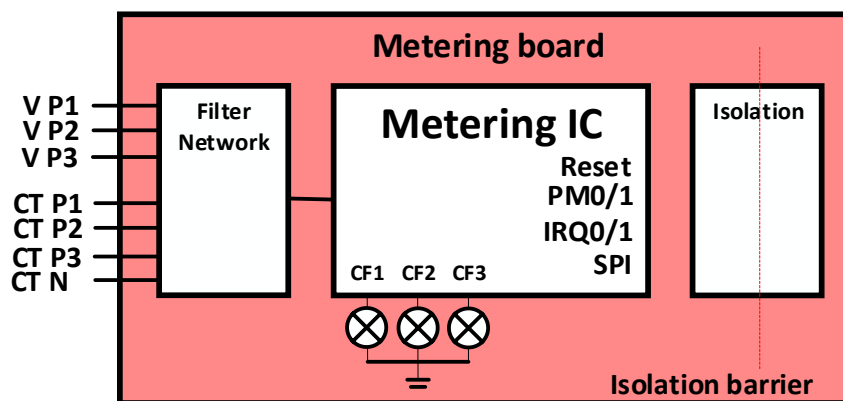 Metering board
V P1
V P2
V P3
CT P1
CT P2
CT P3
CT N
Filter
Network
Metering IC
Reset
PM0/1
IRQ0/1
SPI
CF1 CF2 CF3
Isolation
Isolation barrier